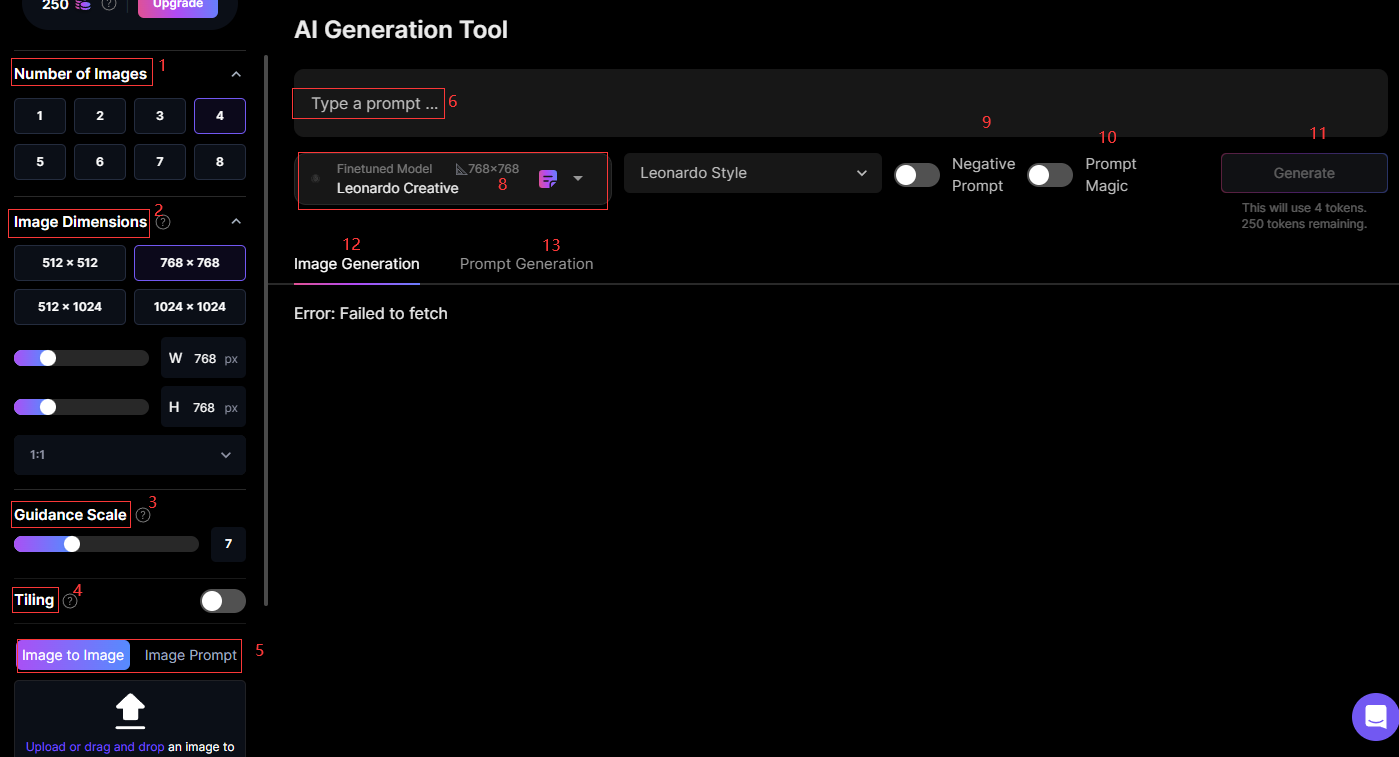 250
Upgrade
AI Generation Tool
Number of Images 1
1 2 3 4
5 6 7 8
Image Dimensions 2
512 × 512 768 × 768
512 × 1024 1024 × 1024
W 768 px
H 768 px
1:1
Guidance Scale 3
7
Tiling 4
Image to Image Image Prompt 5
Upload or drag and drop an image to
Type a prompt ... 6
Finetuned Model 768×768
Leonardo Creative 8
Leonardo Style
9
Negative
Prompt
10
Prompt
Magic
11
Generate
This will use 4 tokens.
250 tokens remaining.
12 13
Image Generation Prompt Generation
Error: Failed to fetch